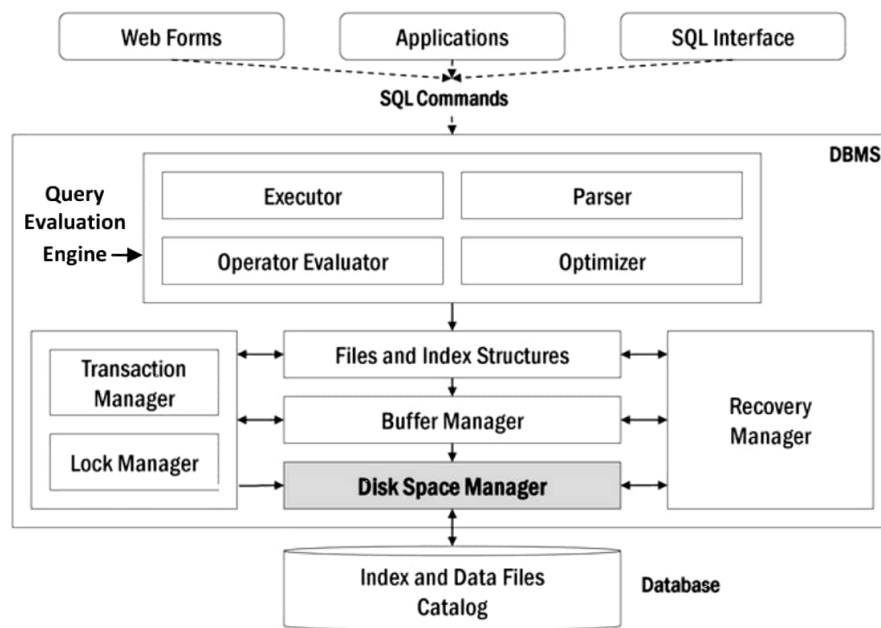 Web Forms
Applications
SQL Interface
SQL Commands
DBMS
Query
Evaluation
Engine
Executor
Parser
Operator Evaluator
Optimizer
Transaction
Manager
Lock Manager
Files and Index Structures
Buffer Manager
Disk Space Manager
Recovery
Manager
Index and Data Files
Catalog
Database